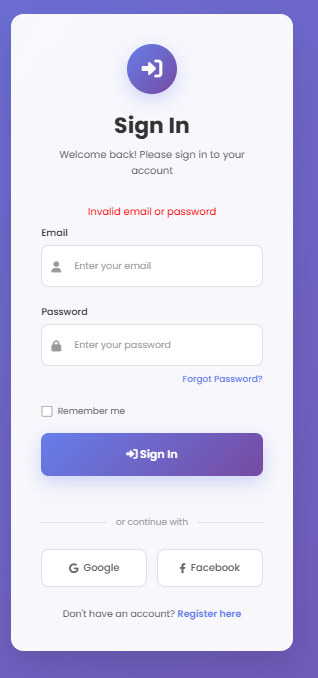 Sign In
Welcome back! Please sign in to your
account
Invalid email or password
Email
Enter your email
Password
Enter your password
Forgot Password?
Remember me
Sign In
or continue with
Google
Facebook
Don't have an account? Register here